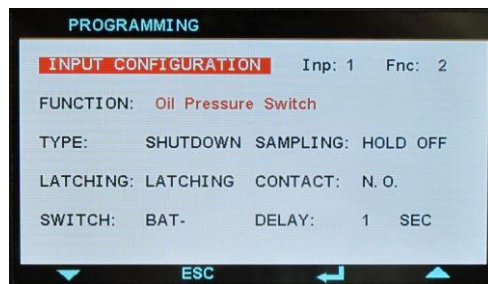 PROGRAMMING
INPUT CONFIGURATION Inp: 1 Fnc: 2
FUNCTION: Oil Pressure Switch
TYPE: SHUTDOWN SAMPLING: HOLD OFF
LATCHING: LATCHING CONTACT: N.O.
SWITCH: BAT- DELAY: 1 SEC
ESC